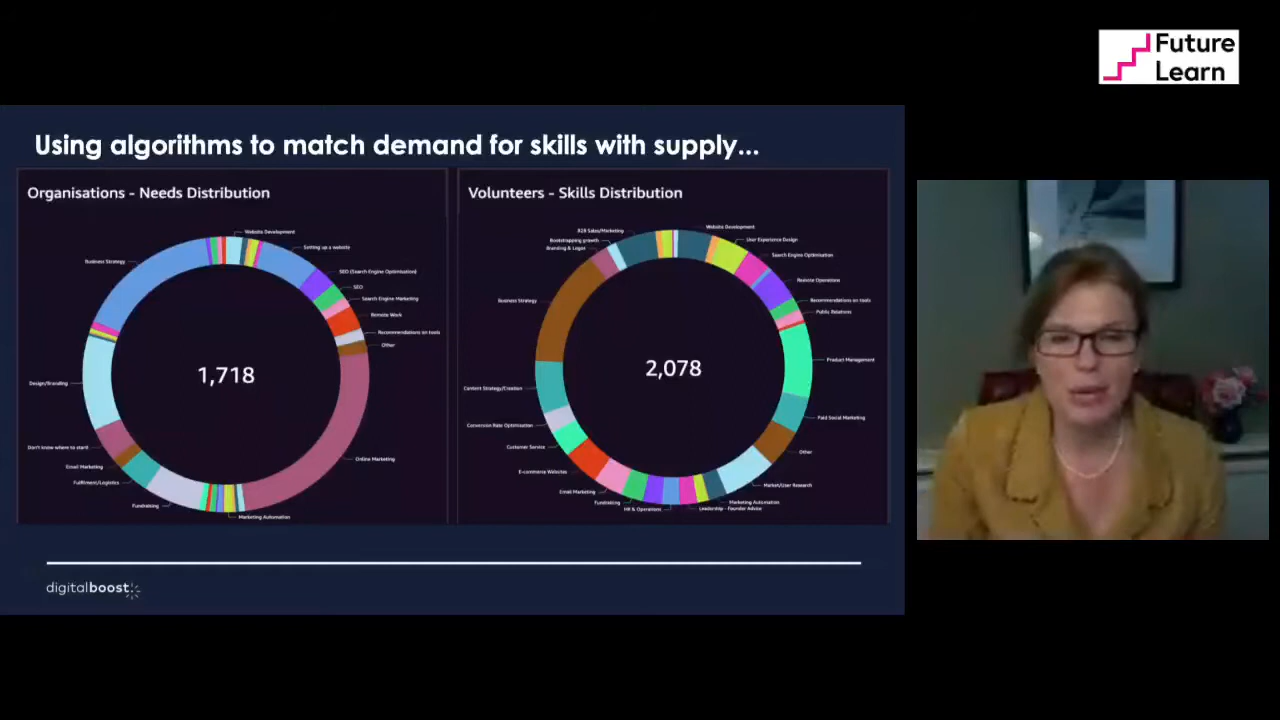 Future
Learn
Using algorithms to match demand for skills with supply...
Organisations - Needs Distribution
Website Development
Setting up a website
Business Strategy
SEO (Search Engine Optimisation)
SEO
Search Engine Marketing
Remote Work
Recommendations on tools
Other
1,718
Design/Branding
Don't know where to start!
Online Marketing
Email Marketing
Fulfilment/Logistics
Fundraising
Marketing Automation
Volunteers - Skills Distribution
B2B Sales/Marketing
Website Development
Bootstrapping growth
User Experience Design
Branding & Logos
Search Engine Optimisation
Remote Operations
Business Strategy
Recommendations on tools
Public Relations
Product Management
2,078
Content Strategy/Creation
Paid Social Marketing
Conversion Rate Optimisation
Customer Service
Other
E-commerce Websites
Market/User Research
Email Marketing
Fundraising
Marketing Automation
HR & Operations
Leadership - Founder Advice
digitalboost